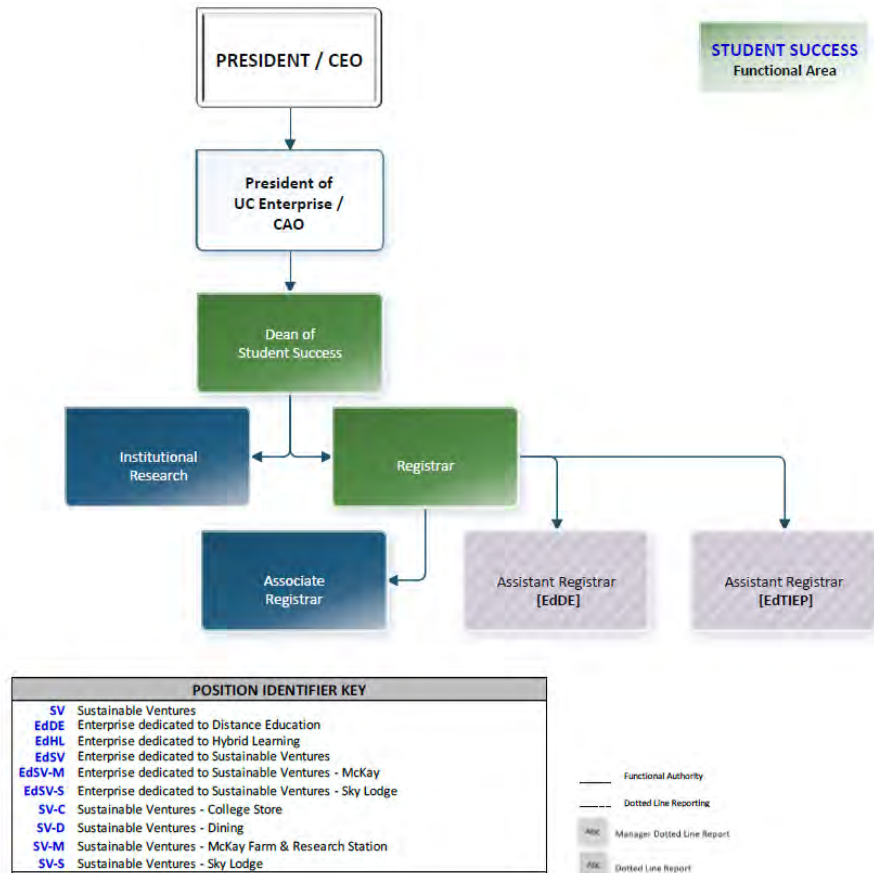 PRESIDENT / CEO
STUDENT SUCCESS
Functional Area
President of
UC Enterprise /
CAO
Dean of
Student Success
Institutional
Research
Registrar
Associate
Registrar
Assistant Registrar
[EdDE]
Assistant Registrar
[EdTIEP]
POSITION IDENTIFIER KEY
SV Sustainable Ventures
EdDE Enterprise dedicated to Distance Education
EdHL Enterprise dedicated to Hybrid Learning
EdSV Enterprise dedicated to Sustainable Ventures
EdSV-M Enterprise dedicated to Sustainable Ventures - McKay
EdSV-S Enterprise dedicated to Sustainable Ventures - Sky Lodge
SV-C Sustainable Ventures - College Store
SV-D Sustainable Ventures - Dining
SV-M Sustainable Ventures - McKay Farm & Research Station
SV-S Sustainable Ventures - Sky Lodge
Functional Authority
Dotted Line Reporting
Abc Manager Dotted Line Report
Abc Dotted Line Report